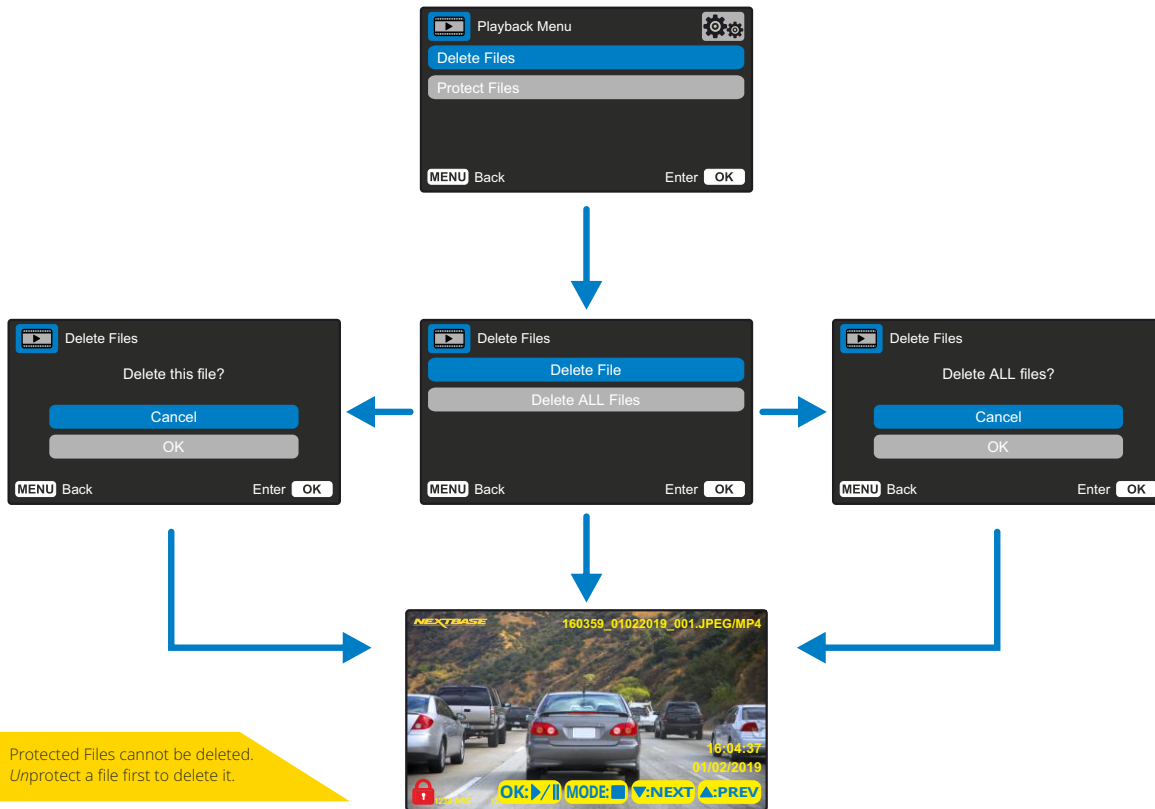 Playback Menu
Delete Files
Protect Files
MENU Back Enter OK
Delete Files
Delete this file?
Cancel
OK
MENU Back Enter OK
Delete Files
Delete File
Delete ALL Files
MENU Back Enter OK
Delete Files
Delete ALL files?
Cancel
OK
MENU Back Enter OK
NEXTBASE 160359_01022019_001.JPEG/MP4
16:04:37
01/02/2019
OK:▶/|| MODE:■ ▼:NEXT ▲:PREV
Protected Files cannot be deleted.
Unprotect a file first to delete it.